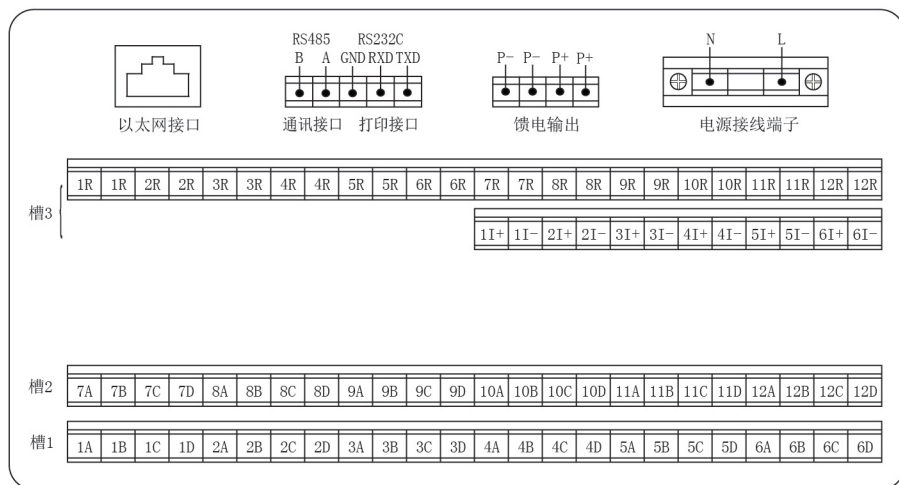 RS485 RS232C
B A GND RXD TXD
P- P- P+ P+
N L
以太网接口
通讯接口 打印接口
馈电输出
电源接线端子
槽3
1R 1R 2R 2R 3R 3R 4R 4R 5R 5R 6R 6R 7R 7R 8R 8R 9R 9R 10R 10R 11R 11R 12R 12R
1I+ 1I- 2I+ 2I- 3I+ 3I- 4I+ 4I- 5I+ 5I- 6I+ 6I-
槽2 7A 7B 7C 7D 8A 8B 8C 8D 9A 9B 9C 9D 10A 10B 10C 10D 11A 11B 11C 11D 12A 12B 12C 12D
槽1 1A 1B 1C 1D 2A 2B 2C 2D 3A 3B 3C 3D 4A 4B 4C 4D 5A 5B 5C 5D 6A 6B 6C 6D